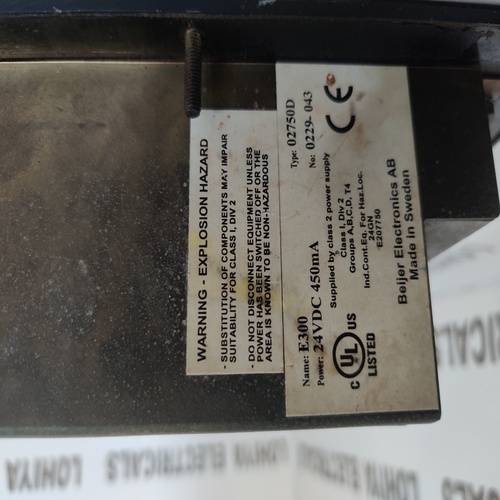 WARNING - EXPLOSION HAZARD
- SUBSTITUTION OF COMPONENTS MAY IMPAIR
SUITABILITY FOR CLASS I, DIV 2
- DO NOT DISCONNECT EQUIPMENT UNLESS
POWER HAS BEEN SWITCHED OFF OR THE
AREA IS KNOWN TO BE NON-HAZARDOUS
Name: E300
Type: 02750D
Power: 24VDC 450mA
No: 0229- 043
CE
Supplied by class 2 power supply
Class I, Div 2
Groups A,B,C,D, T4
Ind.Cont.Eq. For Haz.Loc.
24GN
E207750
C UL US
LISTED
Beijer Electronics AB
Made in Sweden
LOHIYA ELECTRICALS LOHIYA